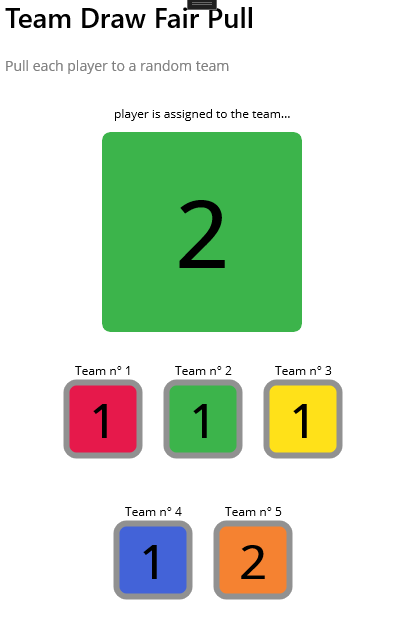 Team Draw Fair Pull
Pull each player to a random team
player is assigned to the team...
2
Team n° 1 Team n° 2 Team n° 3
1 1 1
Team n° 4 Team n° 5
1 2